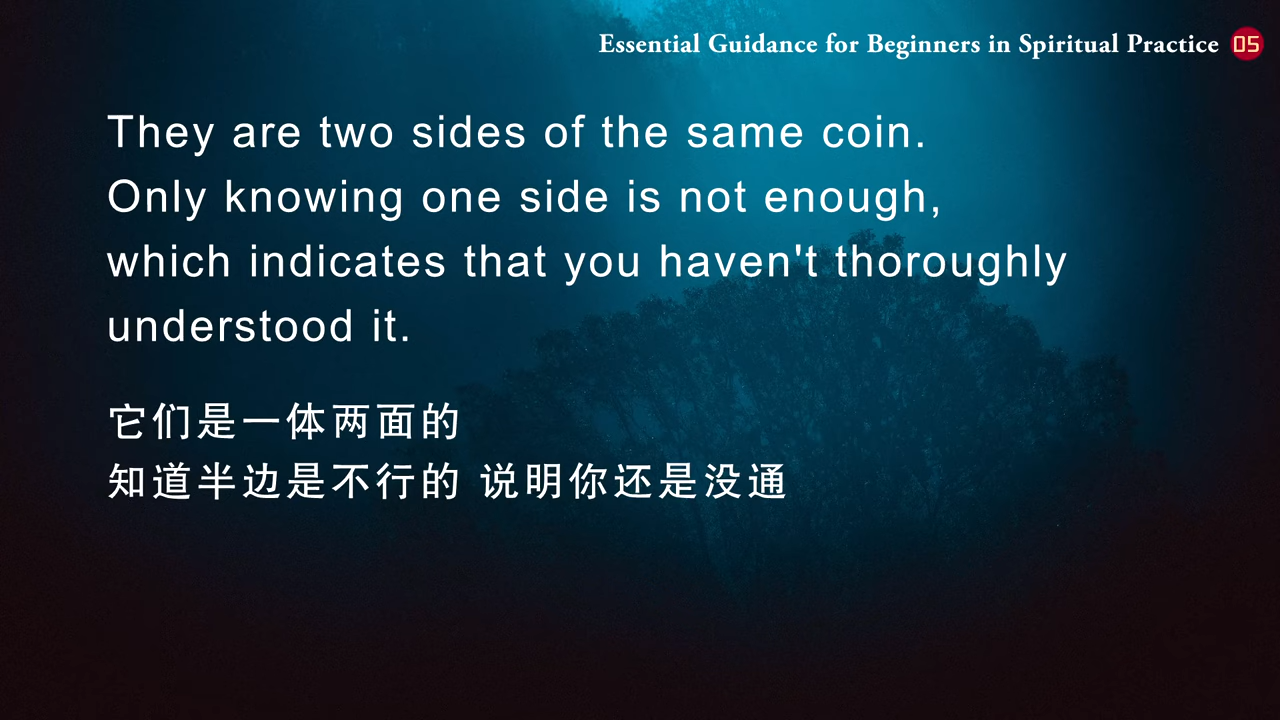 Essential Guidance for Beginners in Spiritual Practice 05
They are two sides of the same coin.
Only knowing one side is not enough,
which indicates that you haven't thoroughly
understood it.
它们是一体两面的
知道半边是不行的 说明你还是没通